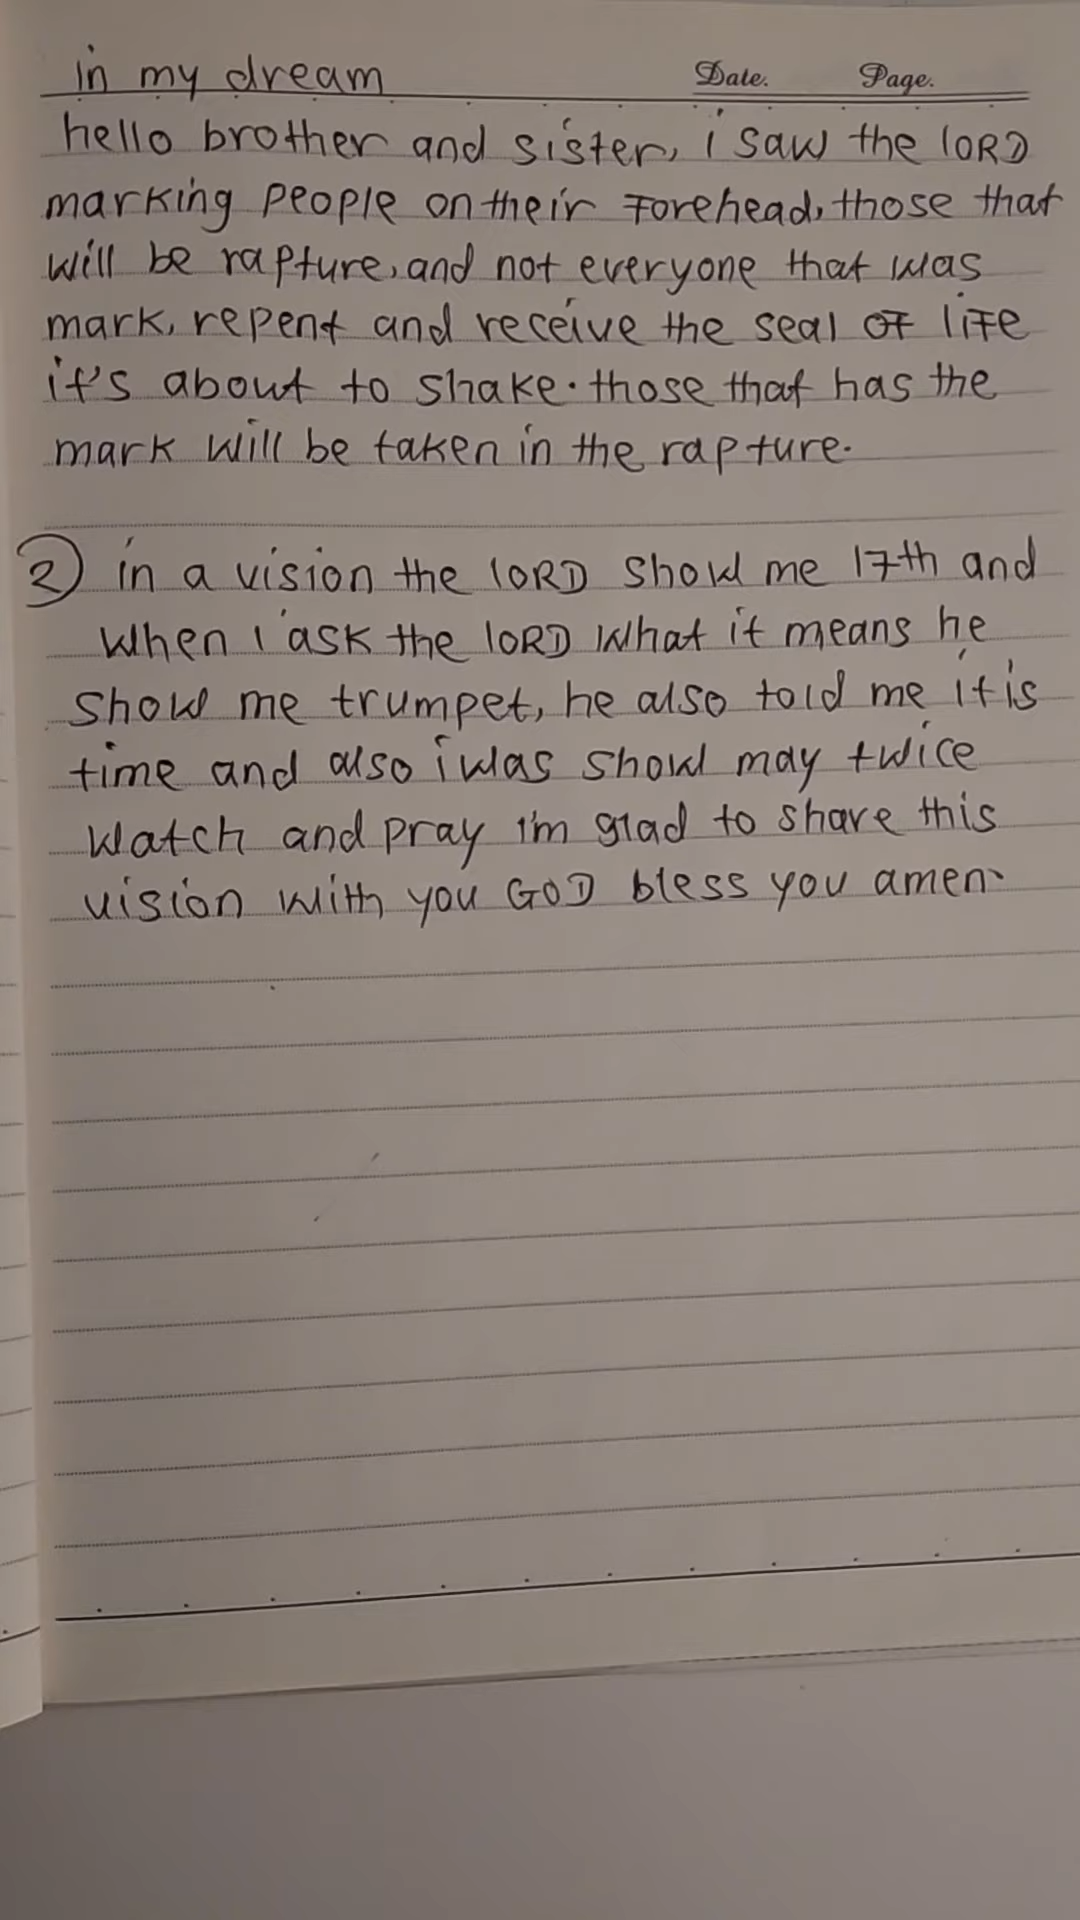 in my dream Date. Page.
hello brother and sister, i saw the LORD
marking people on their Forehead, those that
will be rapture, and not everyone that was
mark, repent and receive the seal OF liFe
it's about to shake. those that has the
mark will be taken in the rapture.
2 in a vision the LORD show me 17th and
when i ask the LORD what it means he
show me trumpet, he also told me it is
time and also i was show may twice
watch and pray i'm glad to share this
vision with you GOD bless you amen.